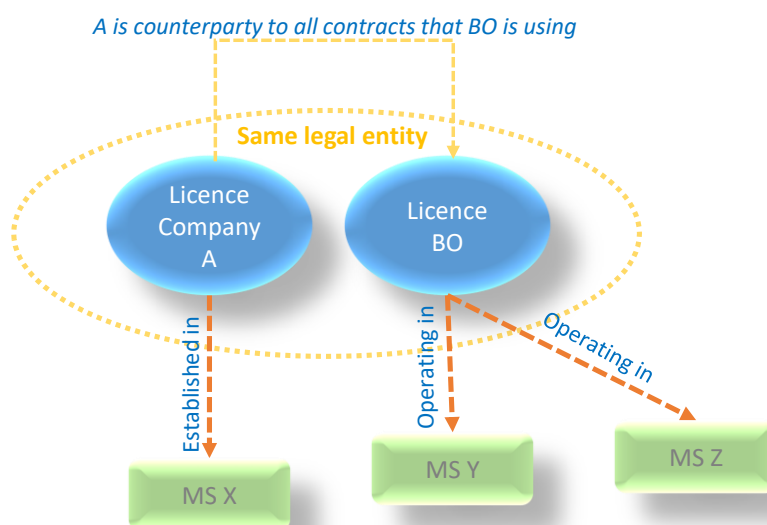 A is counterparty to all contracts that BO is using
Same legal entity
Licence
Company
A
Licence
BO
Established in
Operating in
Operating in
MS X
MS Y
MS Z